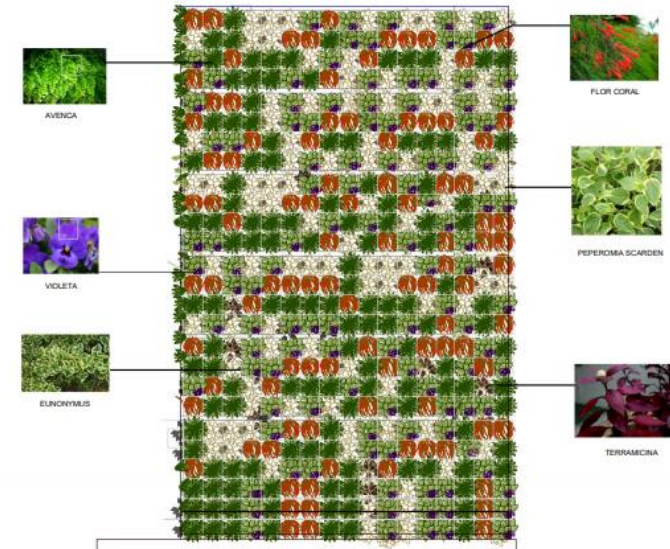 AVENCA
FLOR CORAL
PEPEROMIA SCARDEN
VIOLETA
EUNONYMUS
TERRAMICINA